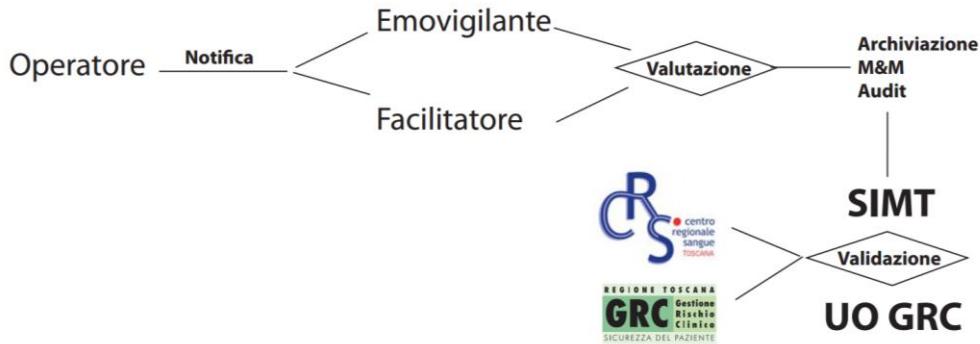 Operatore
Notifica
Emovigilante
Facilitatore
Valutazione
Archiviazione
M&M
Audit
SIMT
Validazione
UO GRC
CRS
centro
regionale
sangue
TOSCANA
REGIONE TOSCANA
GRC
Gestione
Rischio
Clinico
SICUREZZA DEL PAZIENTE